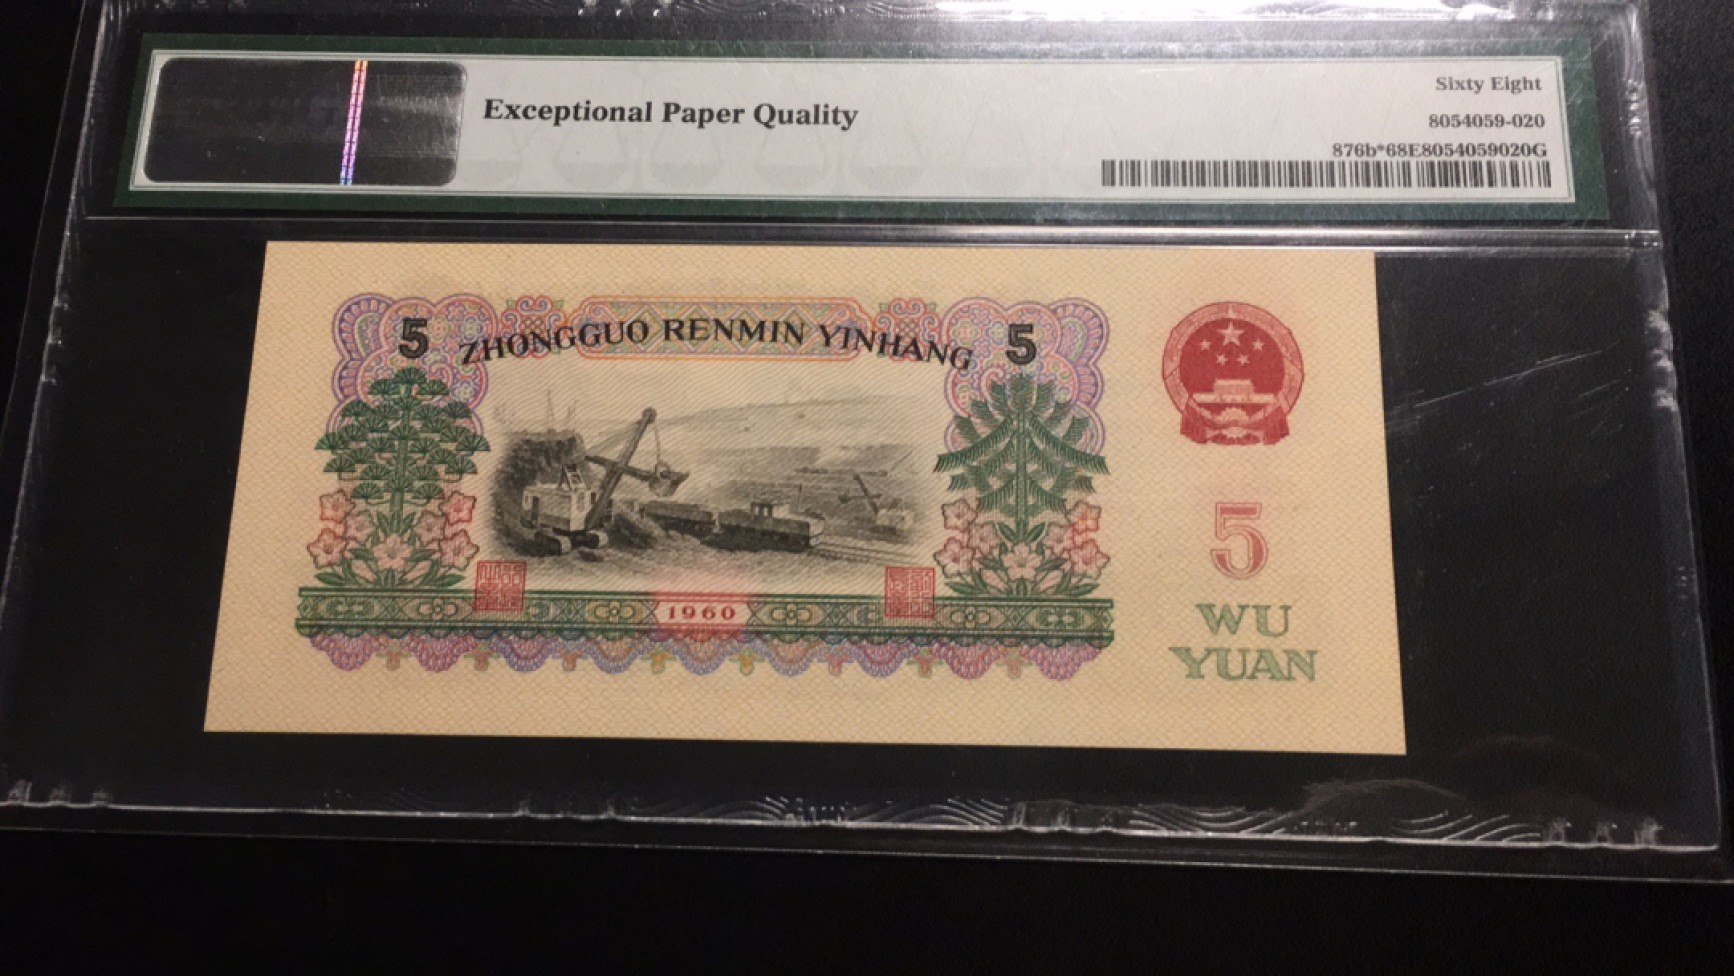 Exceptional Paper Quality
Sixty Eight
8054059-020
876b*68E8054059020G
5
ZHONGGUO RENMIN YINHANG
5
1960
5
WU
YUAN